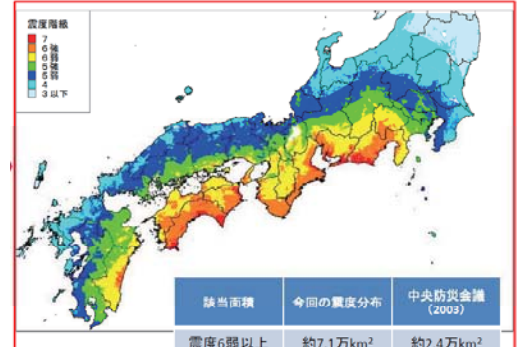 震度階級
7
6強
6弱
5強
5弱
4
3以下
該当面積 今回の震度分布 中央防災会議
(2003)
震度6弱以上 約7.1万km² 約2.4万km²